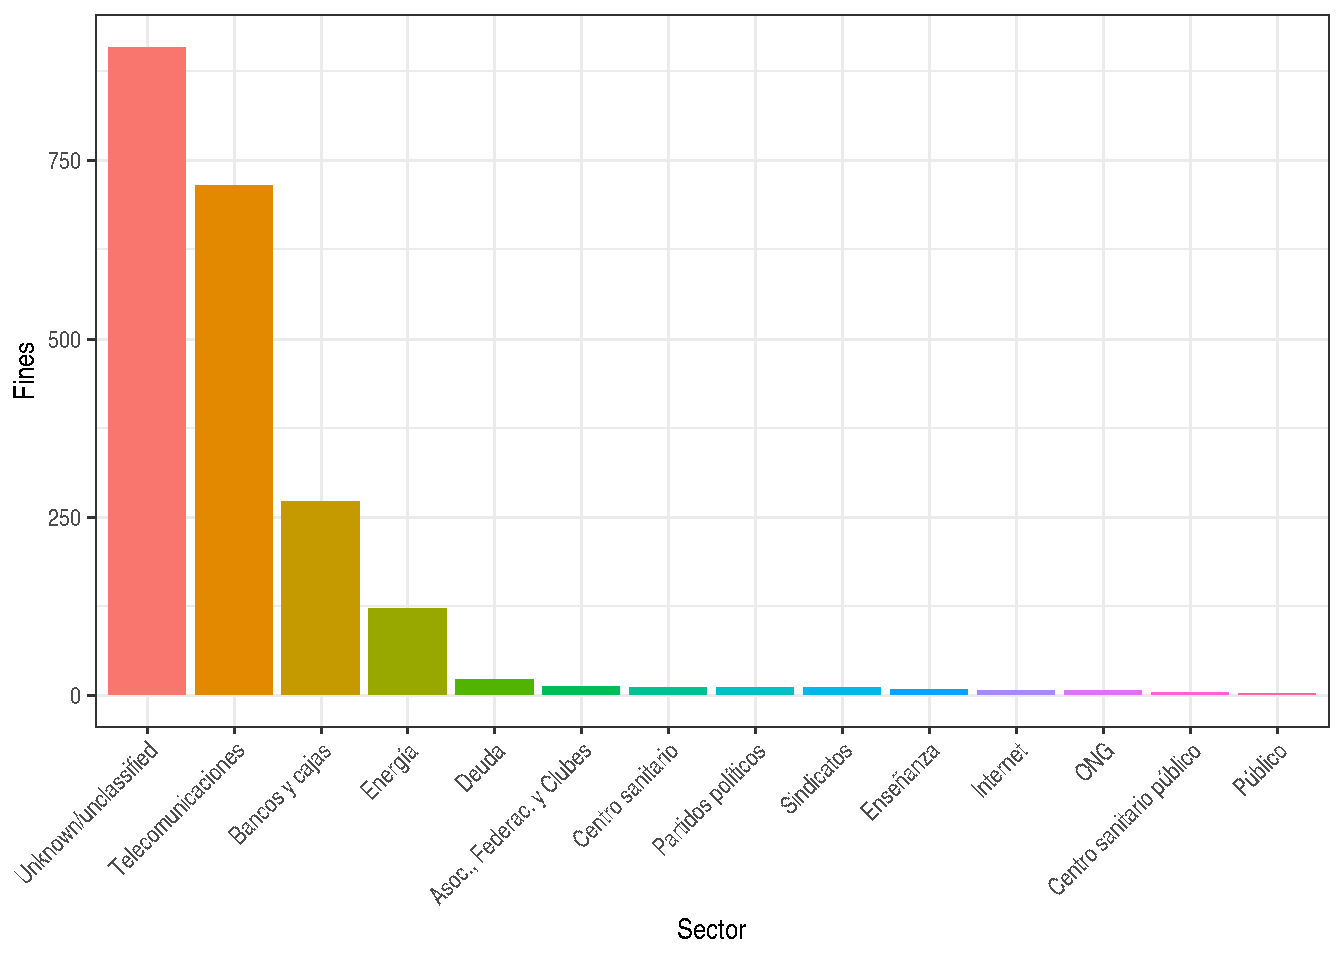 Fines
750
500
250
0
Unknown/unclassified
Telecomunicaciones
Bancos y cajas
Energía
Deuda
Asoc., Federac. y Clubes
Centro sanitario
Partidos políticos
Sindicatos
Enseñanza
Internet
ONG
Centro sanitario público
Público
Sector